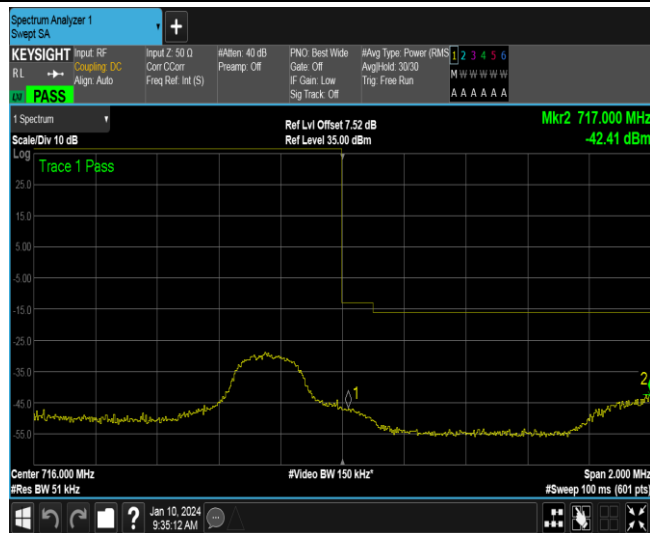 Spectrum Analyzer 1
Swept SA
KEYSIGHT Input: RF Input Z: 50 Ω #Atten: 40 dB PNO: Best Wide #Avg Type: Power (RMS 1 2 3 4 5 6
RL Coupling: DC Corr CCorr Preamp: Off Gate: Off Avg|Hold: 30/30 M W W W W W
Align: Auto Freq Ref: Int (S) IF Gain: Low Trig: Free Run
Sig Track: Off A A A A A A
PASS
1 Spectrum Ref Lvl Offset 7.52 dB Mkr2 717.000 MHz
Scale/Div 10 dB Ref Level 35.00 dBm -42.41 dBm
Log
Trace 1 Pass
25.0
15.0
5.00
-5.00
-15.0
-25.0
-35.0
2
1
-45.0
-55.0
Center 716.000 MHz #Video BW 150 kHz* Span 2.000 MHz
#Res BW 51 kHz #Sweep 100 ms (601 pts)
? Jan 10, 2024
9:35:12 AM